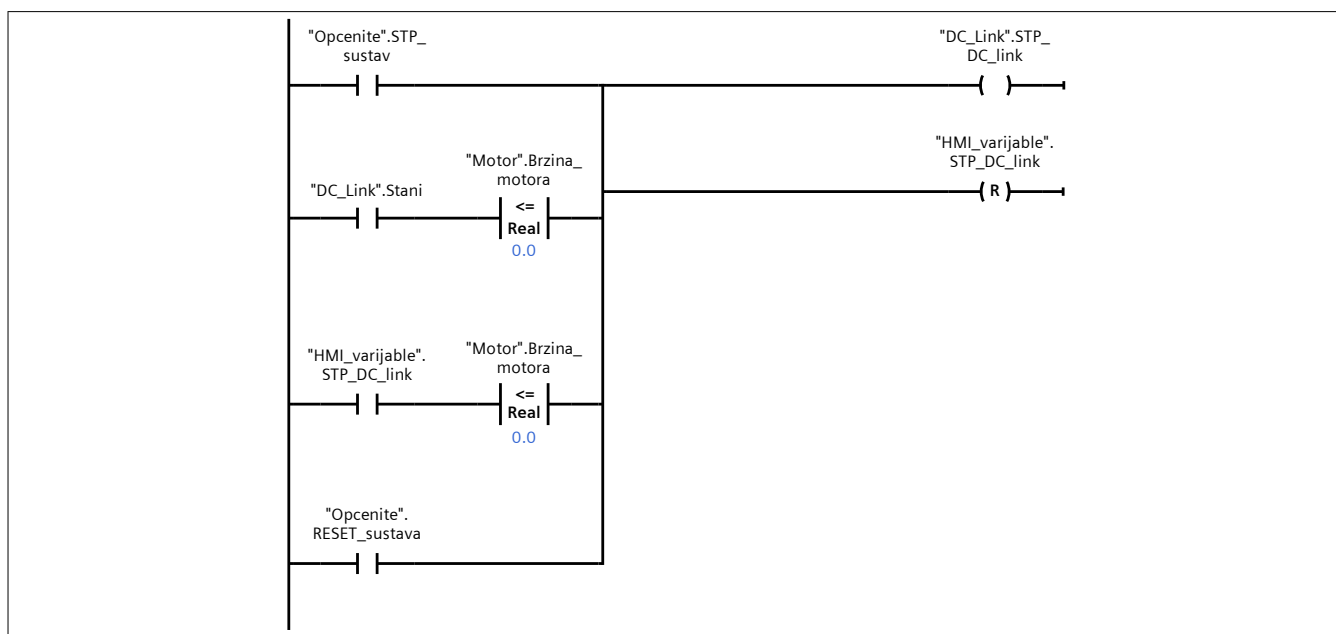 "Opcenite".STP_
sustav
"DC_Link".STP_
DC_link
"HMI_varijable".
STP_DC_link
R
"Motor".Brzina_
motora
"DC_Link".Stani
<=
Real
0.0
"HMI_varijable".
STP_DC_link
"Motor".Brzina_
motora
<=
Real
0.0
"Opcenite".
RESET_sustava